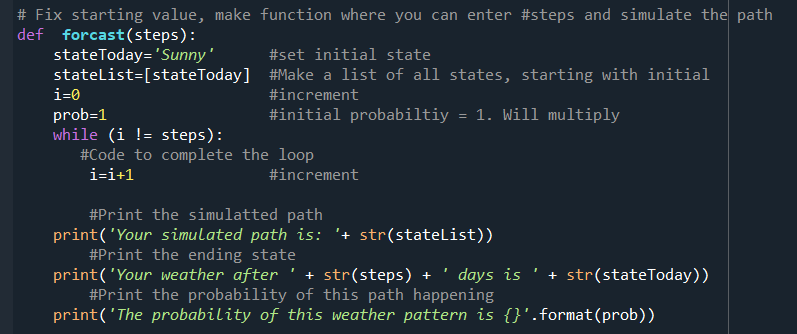 # Fix starting value, make function where you can enter #steps and simulate the path
def  forcast(steps):
    stateToday='Sunny'      #set initial state
    stateList=[stateToday]  #Make a list of all states, starting with initial
    i=0                     #increment
    prob=1                  #initial probabiltiy = 1. Will multiply
    while (i != steps):
       #Code to complete the loop
        i=i+1               #increment
        #Print the simulatted path
    print('Your simulated path is: '+ str(stateList))
        #Print the ending state
    print('Your weather after ' + str(steps) + ' days is ' + str(stateToday))
        #Print the probability of this path happening
    print('The probability of this weather pattern is {}'.format(prob))